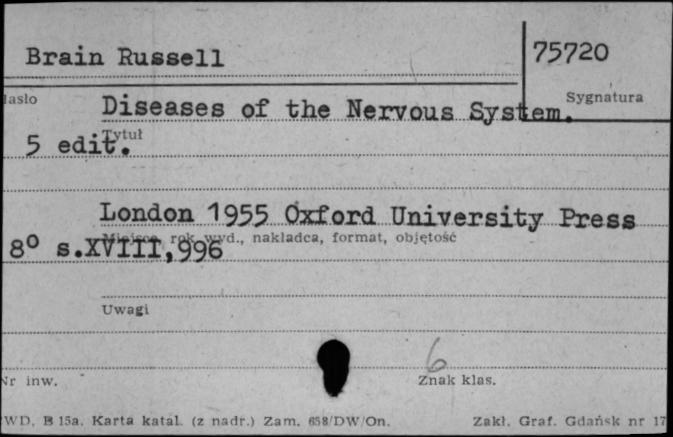 Brain Russell
75720
Hasło
Diseases of the Nervous System.
Sygnatura
5 edit.
Tytuł
London 1955 Oxford University Press
Miejsce, rok wyd., nakładca, format, objętość
8° s.XVIII,996
Uwagi
6
Nr inw.
Znak klas.
WD. B 15a. Karta katal. (z nadr.) Zam. 658/DW/On.
Zakł. Graf. Gdańsk nr 17